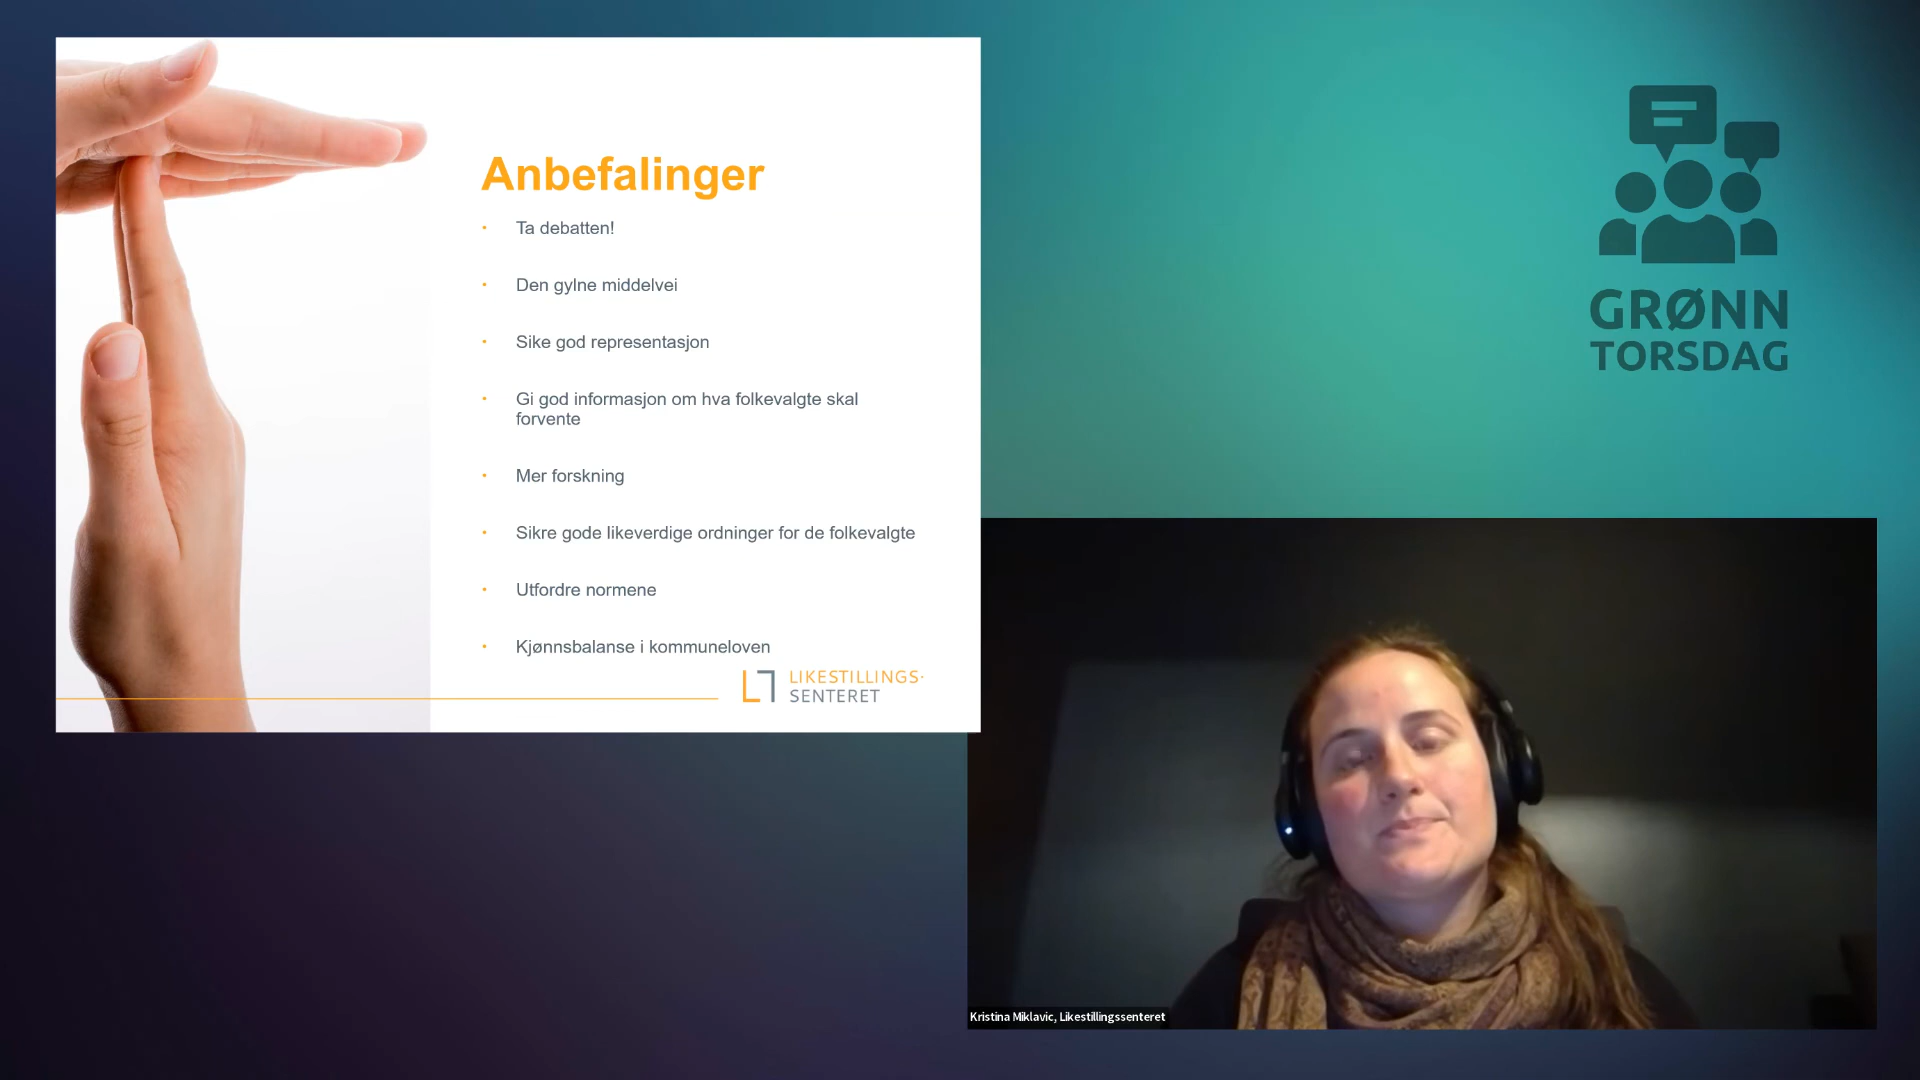 Anbefalinger
• Ta debatten!
• Den gylne middelvei
• Sike god representasjon
• Gi god informasjon om hva folkevalgte skal
forvente
• Mer forskning
• Sikre gode likeverdige ordninger for de folkevalgte
• Utfordre normene
• Kjønnsbalanse i kommuneloven
LIKESTILLINGS-
SENTERET
GRØNN
TORSDAG
Kristina Miklavic, Likestillingssenteret